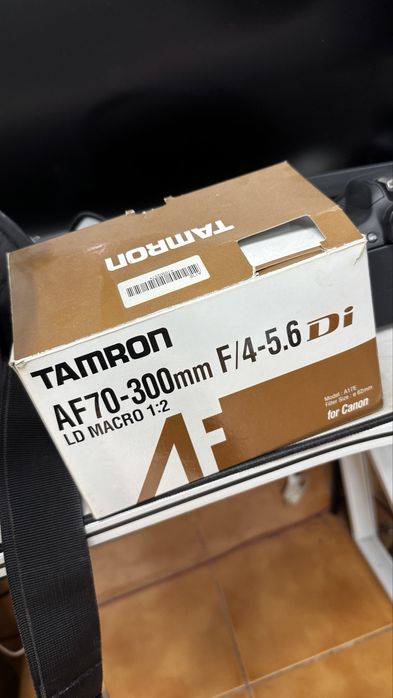 TAMRON
TAMRON
AF70-300mm F/4-5.6 Di
LD MACRO 1:2
AF
Model : A17E
Filter Size : ø 62mm
for Canon